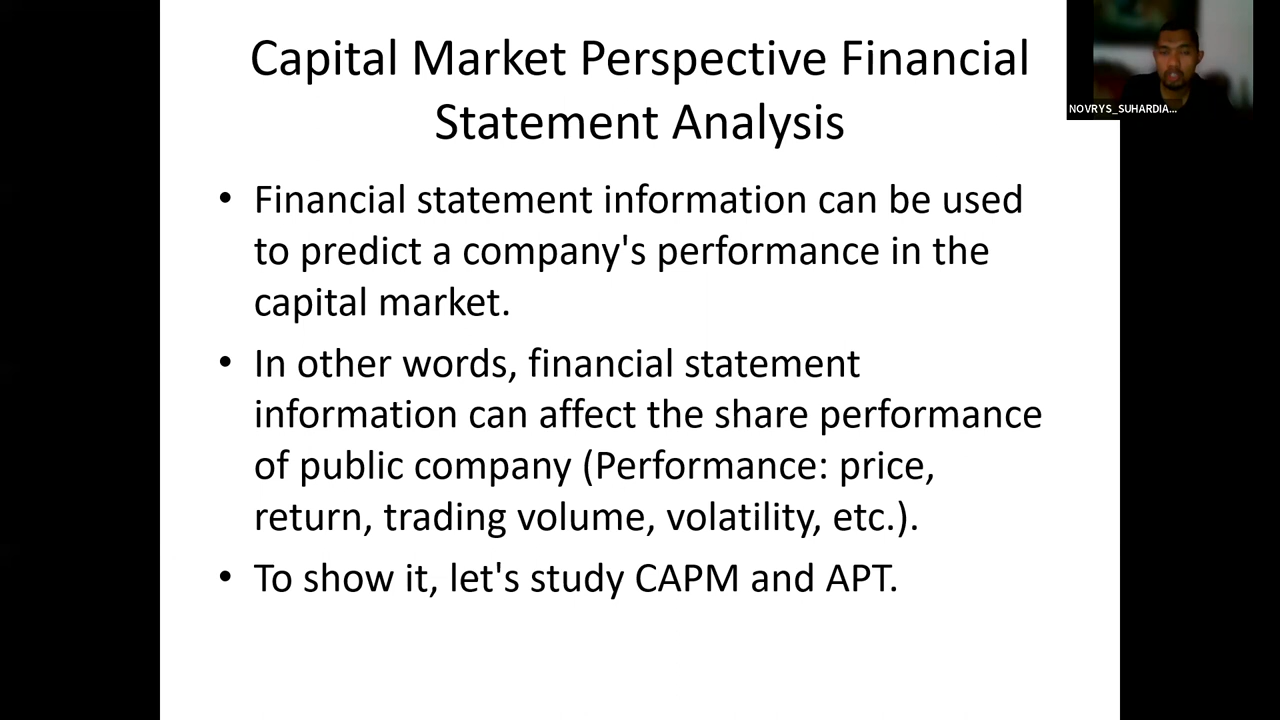 Capital Market Perspective Financial
Statement Analysis
• Financial statement information can be used
to predict a company's performance in the
capital market.
• In other words, financial statement
information can affect the share performance
of public company (Performance: price,
return, trading volume, volatility, etc.).
• To show it, let's study CAPM and APT.
NOVRYS_SUHARDIA...